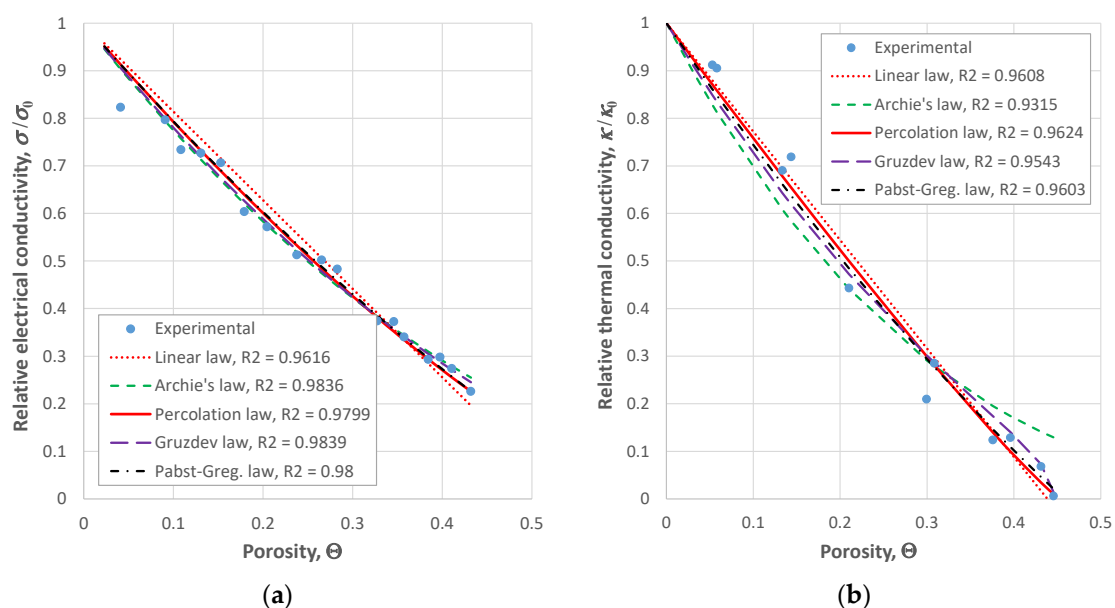 1
0.9
0.8
0.7
0.6
0.5
0.4
0.3
0.2
0.1
0
Relative electrical conductivity, σ/σ₀
Experimental
Linear law, R2 = 0.9616
Archie's law, R2 = 0.9836
Percolation law, R2 = 0.9799
Gruzdev law, R2 = 0.9839
Pabst-Greg. law, R2 = 0.98
0 0.1 0.2 0.3 0.4 0.5
Porosity, Θ
(a)
1
0.9
0.8
0.7
0.6
0.5
0.4
0.3
0.2
0.1
0
Relative thermal conductivity, κ/κ₀
Experimental
Linear law, R2 = 0.9608
Archie's law, R2 = 0.9315
Percolation law, R2 = 0.9624
Gruzdev law, R2 = 0.9543
Pabst-Greg. law, R2 = 0.9603
0 0.1 0.2 0.3 0.4 0.5
Porosity, Θ
(b)